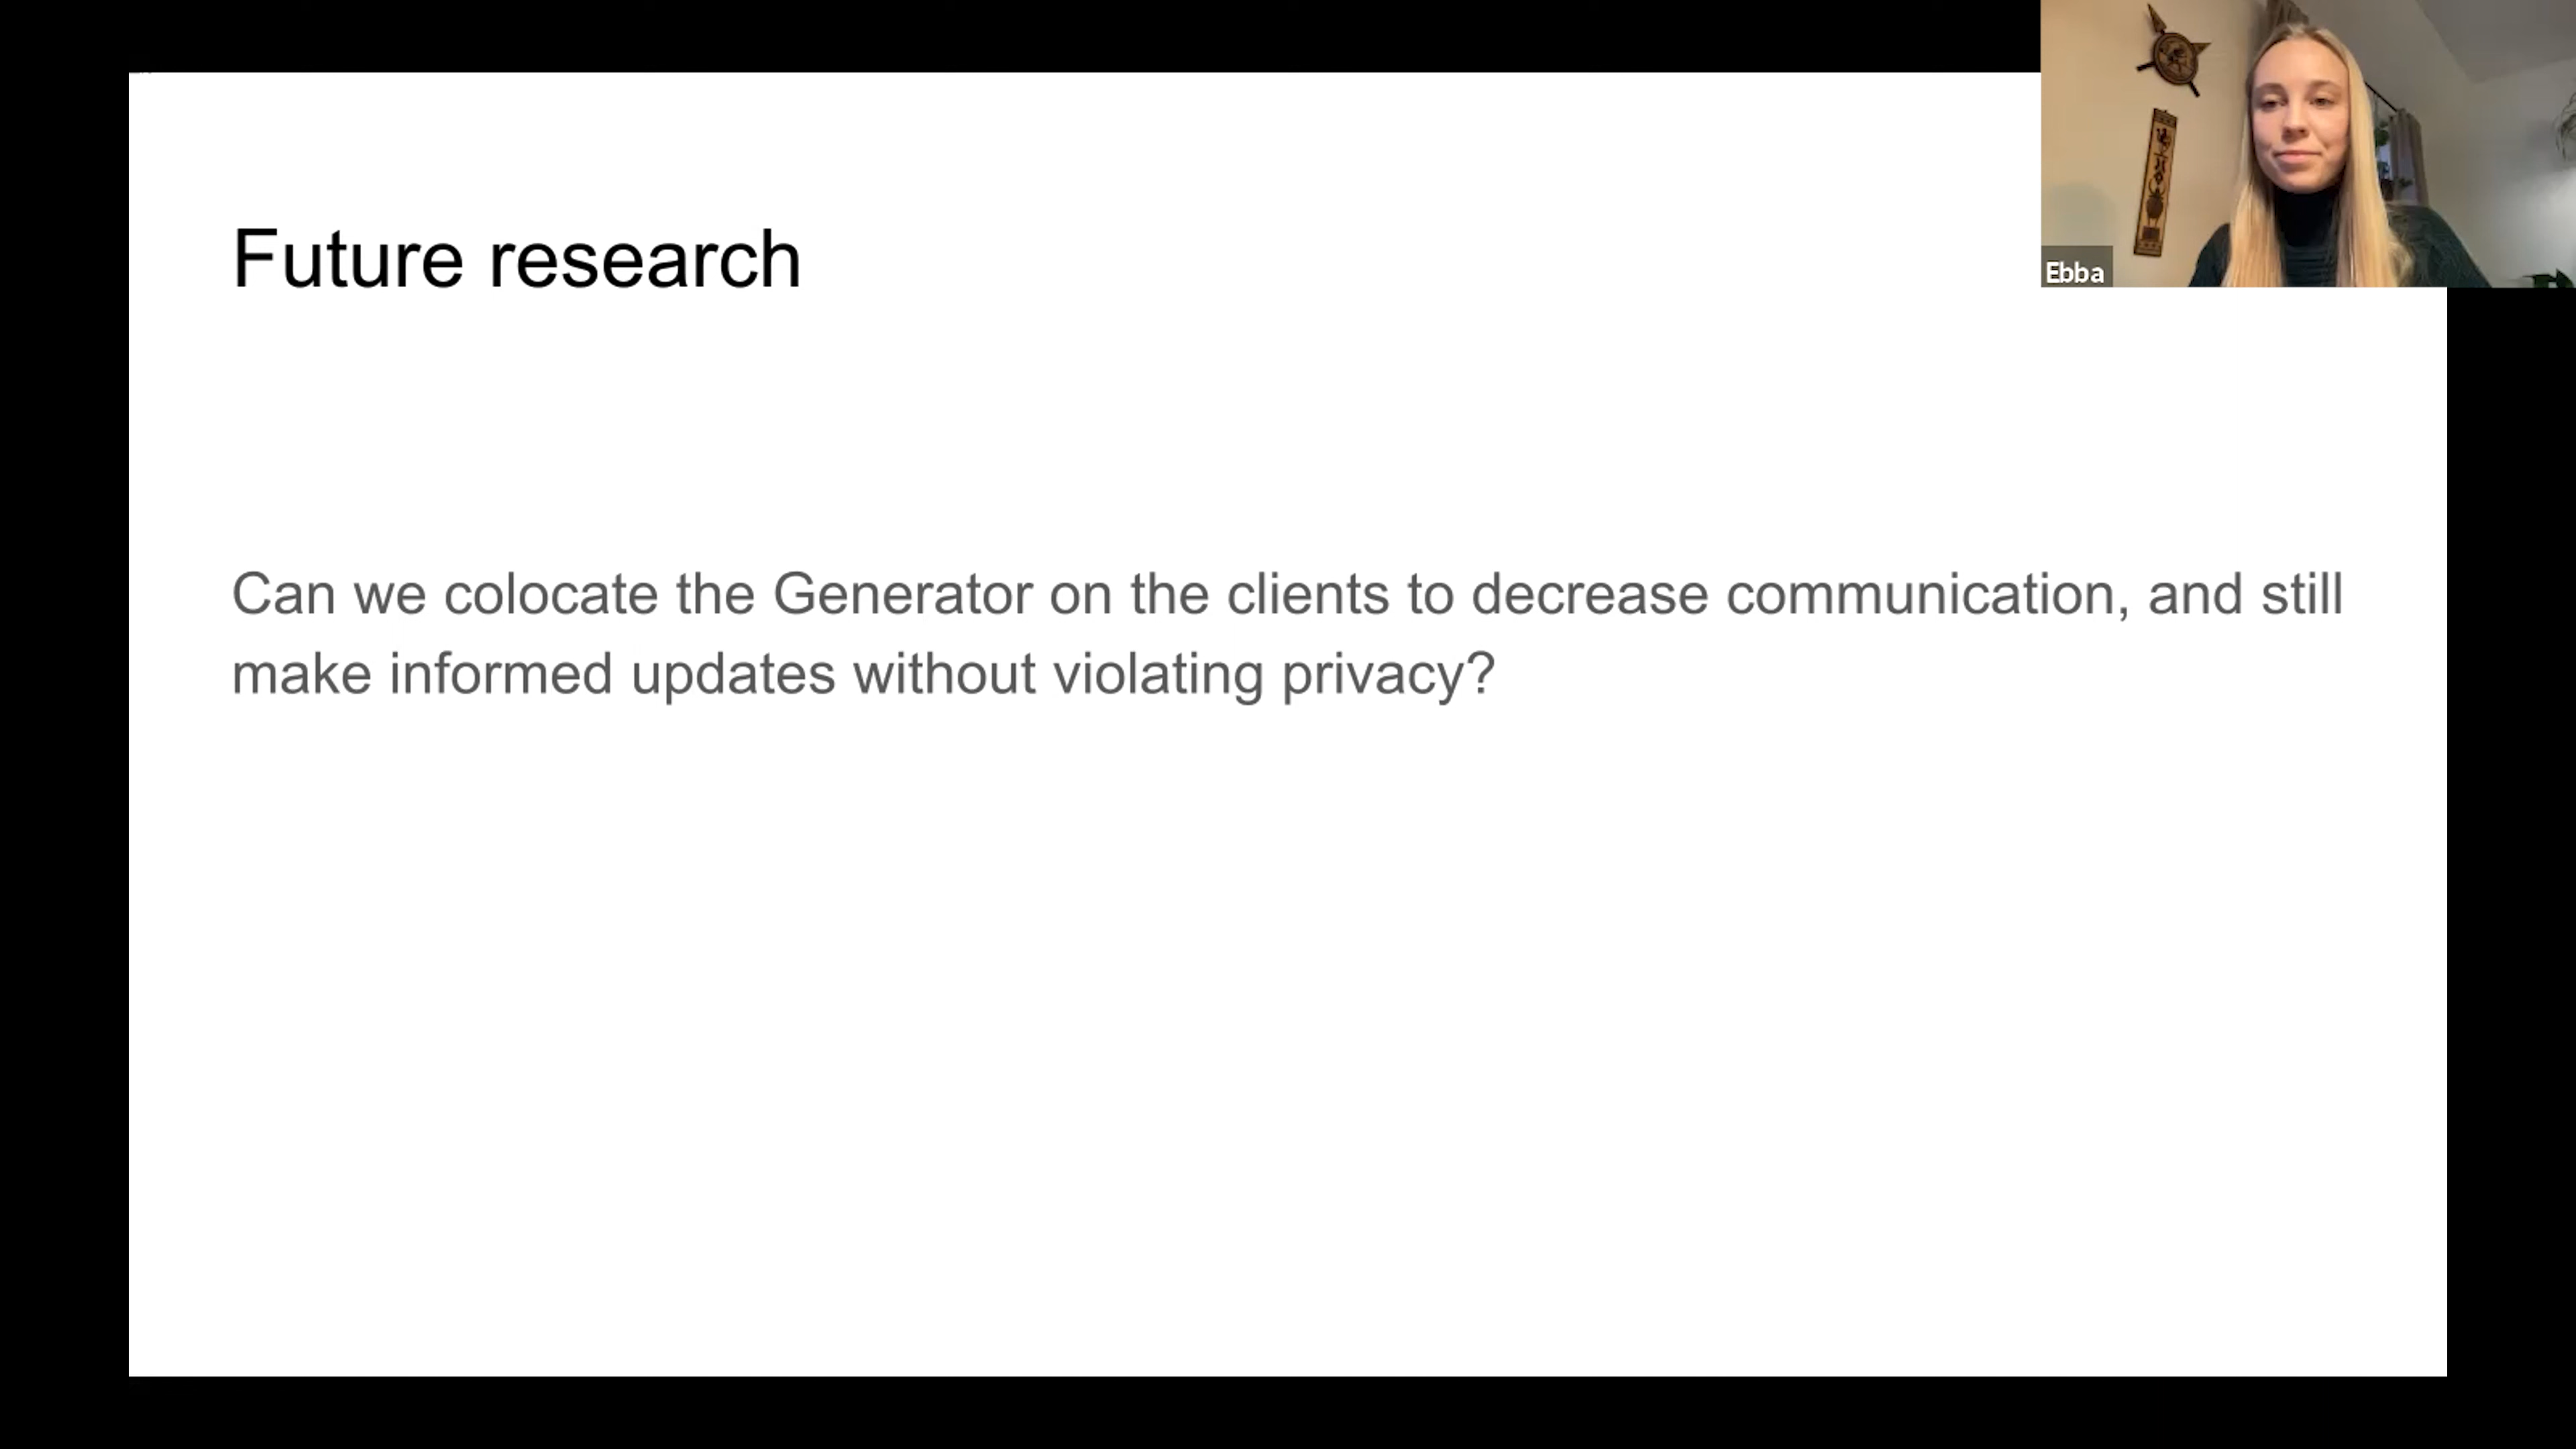 Future research
Ebba
Can we colocate the Generator on the clients to decrease communication, and still
make informed updates without violating privacy?